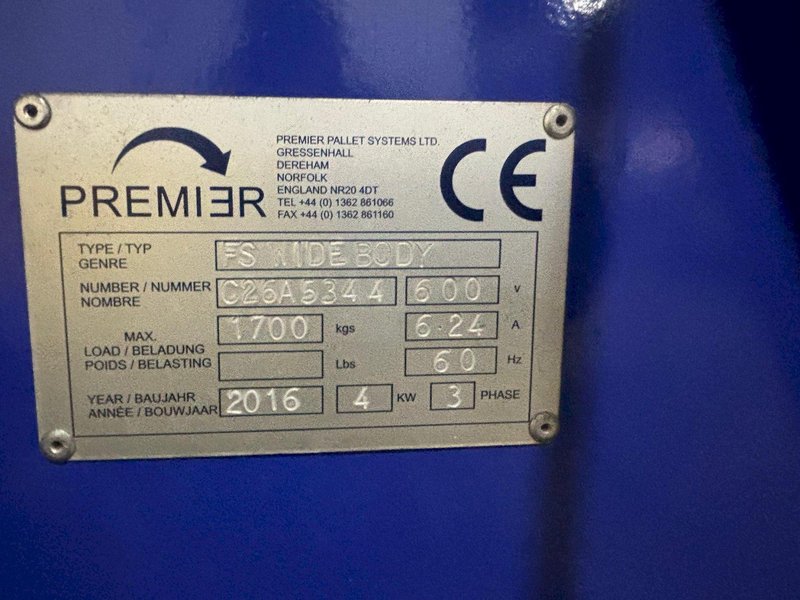 PREMIER
PREMIER PALLET SYSTEMS LTD.
GRESSENHALL
DEREHAM
NORFOLK
ENGLAND NR20 4DT
TEL +44 (0) 1362 861066
FAX +44 (0) 1362 861160
CE
TYPE / TYP
GENRE
FS WIDE BODY
NUMBER / NUMMER
NOMBRE
C26A5344 600 V
MAX.
LOAD / BELADUNG
POIDS / BELASTING
1700 kgs 6.24 A
Lbs 60 Hz
YEAR / BAUJAHR
ANNÉE / BOUWJAAR
2016 4 KW 3 PHASE